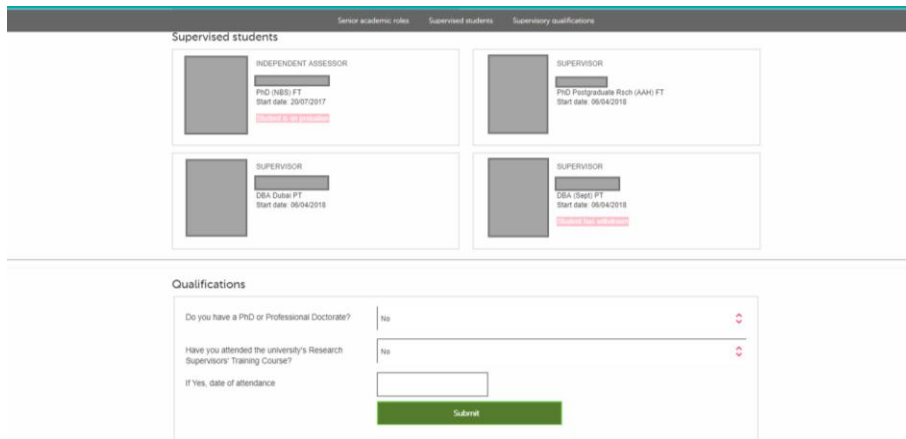 Senior academic roles Supervised students Supervisory qualifications
Supervised students
INDEPENDENT ASSESSOR
PhD (NBS) FT
Start date: 20/07/2017
Student is on probation
SUPERVISOR
PhD Postgraduate Rsch (AAH) FT
Start date: 06/04/2018
SUPERVISOR
DBA Dubai PT
Start date: 06/04/2018
SUPERVISOR
DBA (Sept) PT
Start date: 06/04/2018
Student has withdrawn
Qualifications
Do you have a PhD or Professional Doctorate? No
Have you attended the university's Research
Supervisors' Training Course?
No
If Yes, date of attendance
Submit